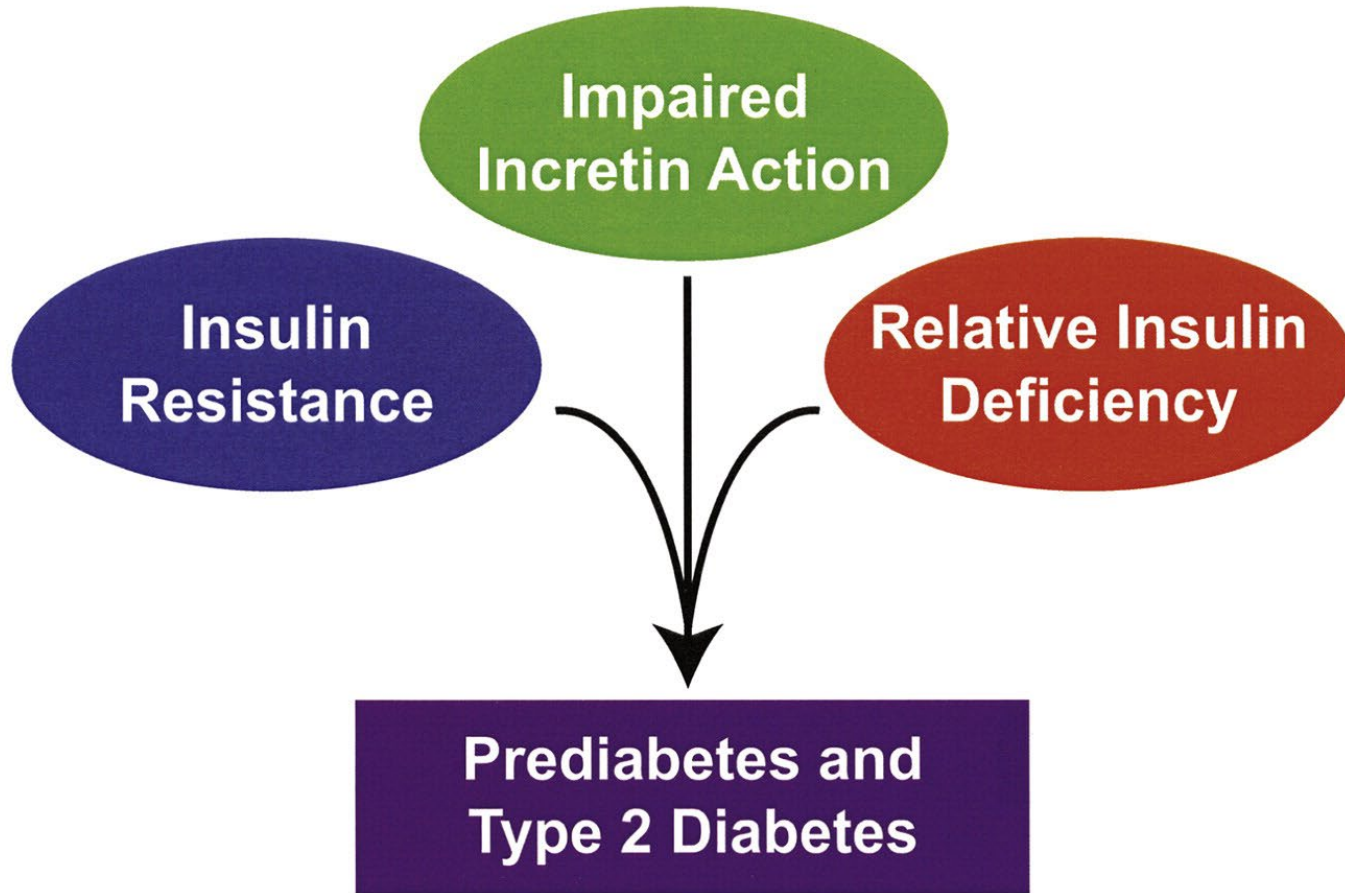 Impaired
Incretin Action
Insulin
Resistance
Relative Insulin
Deficiency
Prediabetes and
Type 2 Diabetes